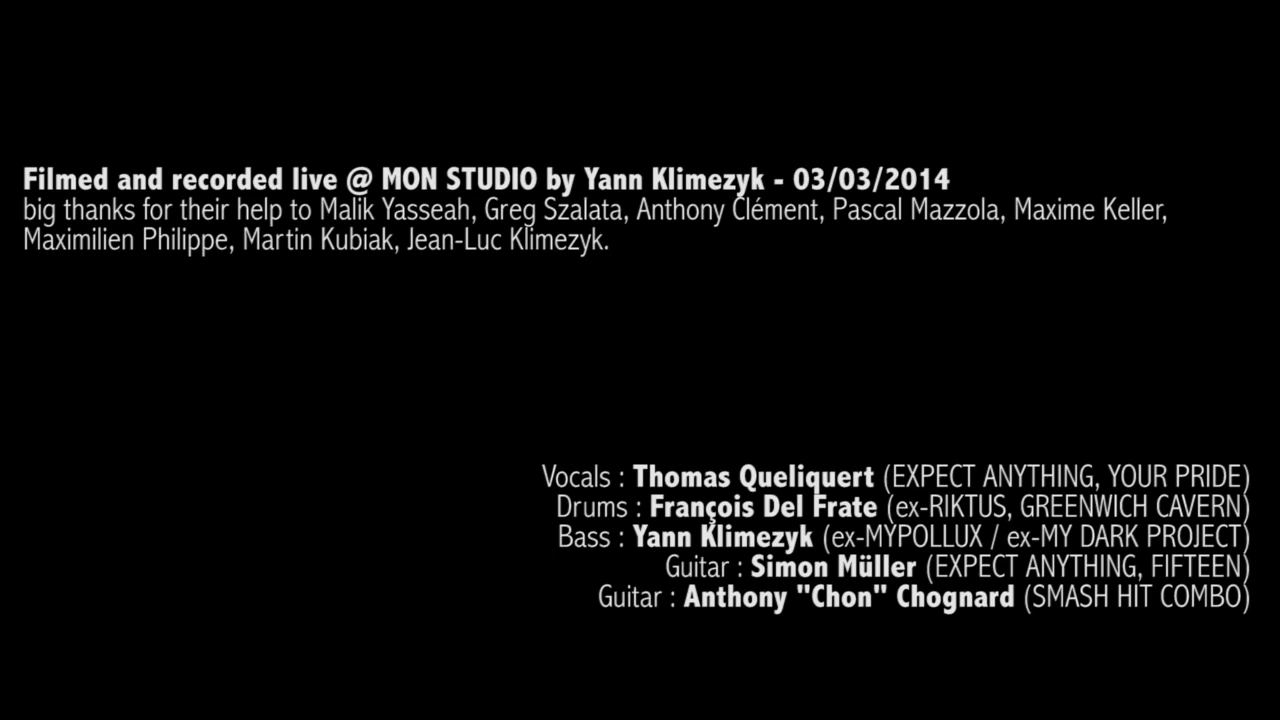 Filmed and recorded live @ MON STUDIO by Yann Klimezyk - 03/03/2014
big thanks for their help to Malik Yasseah, Greg Szalata, Anthony Clément, Pascal Mazzola, Maxime Keller,
Maximilien Philippe, Martin Kubiak, Jean-Luc Klimezyk.
Vocals : Thomas Queliquert (EXPECT ANYTHING, YOUR PRIDE)
Drums : François Del Frate (ex-RIKTUS, GREENWICH CAVERN)
Bass : Yann Klimezyk (ex-MYPOLLUX / ex-MY DARK PROJECT)
Guitar : Simon Müller (EXPECT ANYTHING, FIFTEEN)
Guitar : Anthony "Chon" Chognard (SMASH HIT COMBO)